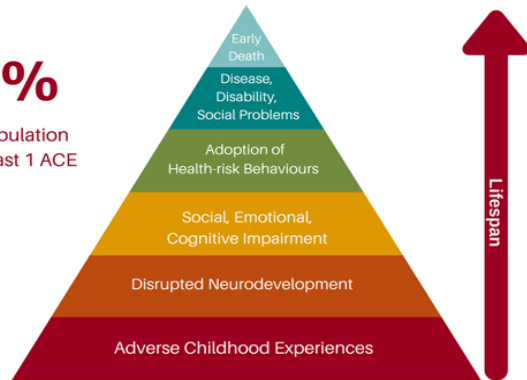 %
pulation
ast 1 ACE
Early
Death
Disease,
Disability,
Social Problems
Adoption of
Health-risk Behaviours
Social, Emotional,
Cognitive Impairment
Disrupted Neurodevelopment
Adverse Childhood Experiences
Lifespan